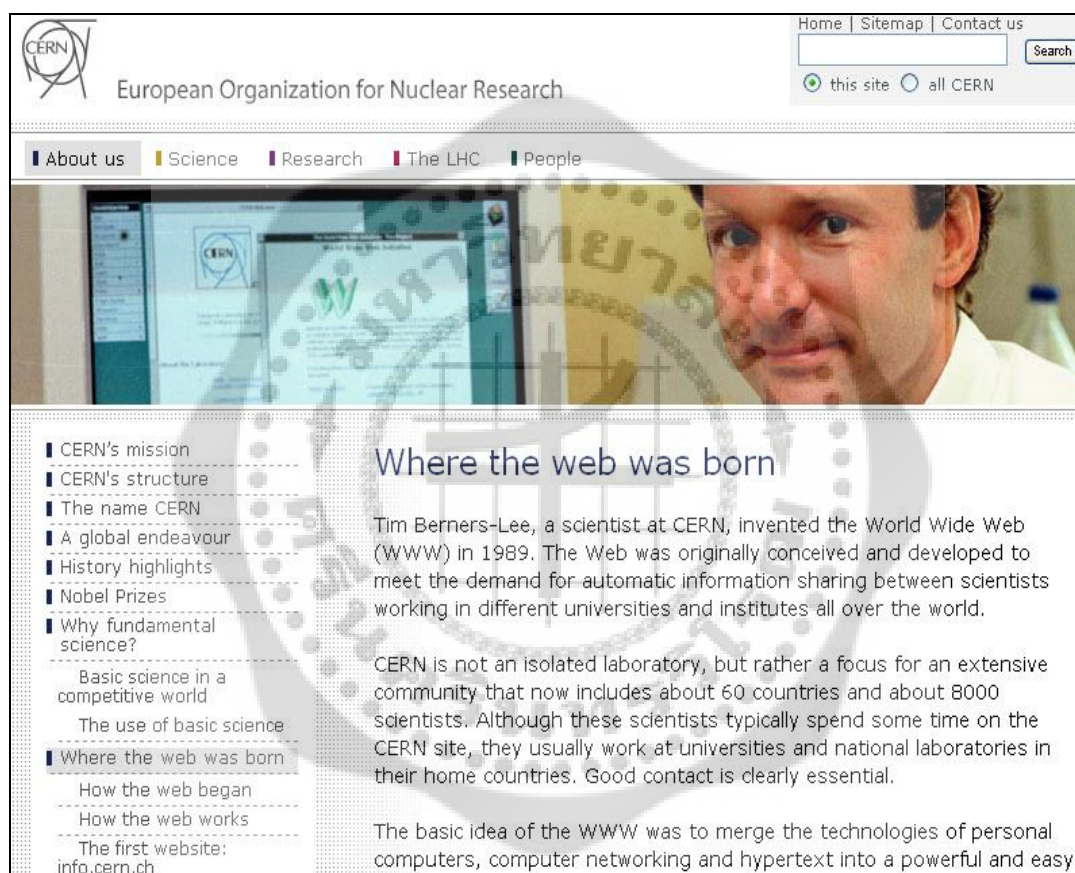 CERN
European Organization for Nuclear Research
Home | Sitemap | Contact us
Search
this site all CERN
About us
Science
Research
The LHC
People
CERN
W
CERN's mission
CERN's structure
The name CERN
A global endeavour
History highlights
Nobel Prizes
Why fundamental
science?
Basic science in a
competitive world
The use of basic science
Where the web was born
How the web began
How the web works
The first website:
info.cern.ch
Where the web was born
Tim Berners-Lee, a scientist at CERN, invented the World Wide Web
(WWW) in 1989. The Web was originally conceived and developed to
meet the demand for automatic information sharing between scientists
working in different universities and institutes all over the world.
CERN is not an isolated laboratory, but rather a focus for an extensive
community that now includes about 60 countries and about 8000
scientists. Although these scientists typically spend some time on the
CERN site, they usually work at universities and national laboratories in
their home countries. Good contact is clearly essential.
The basic idea of the WWW was to merge the technologies of personal
computers, computer networking and hypertext into a powerful and easy